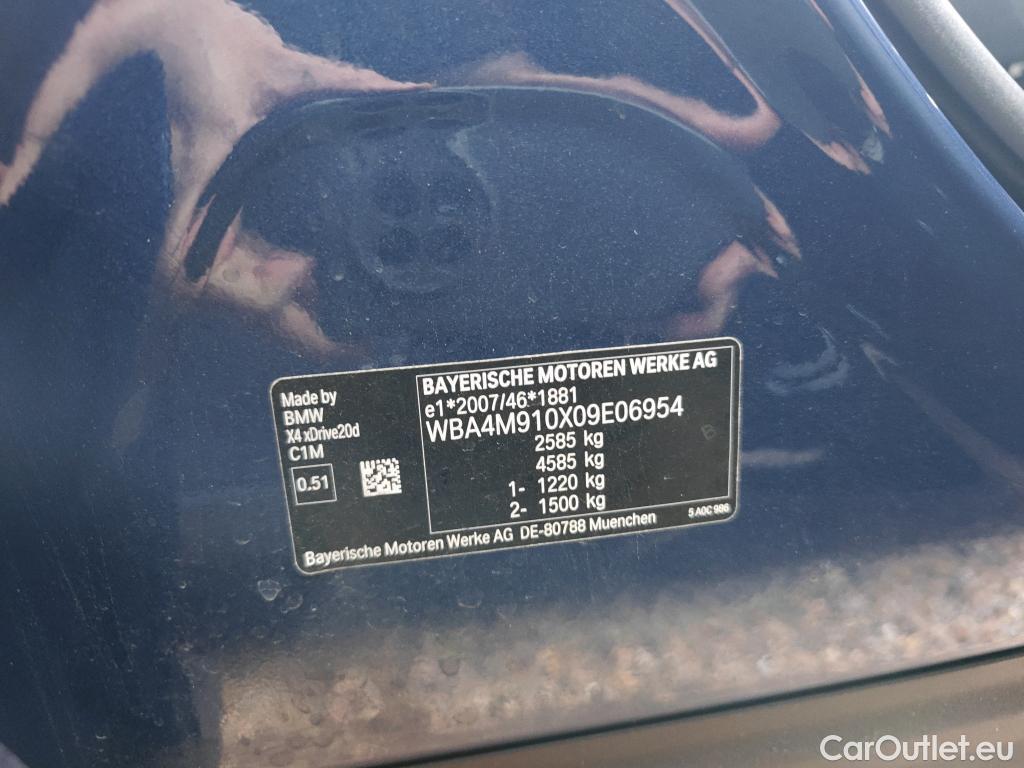 Made by
BMW
X4 xDrive20d
C1M
0.51
BAYERISCHE MOTOREN WERKE AG
e1*2007/46*1881
WBA4M910X09E06954
2585 kg
4585 kg
1- 1220 kg
2- 1500 kg
5 A0C 986
Bayerische Motoren Werke AG DE-80788 Muenchen
CarOutlet.eu